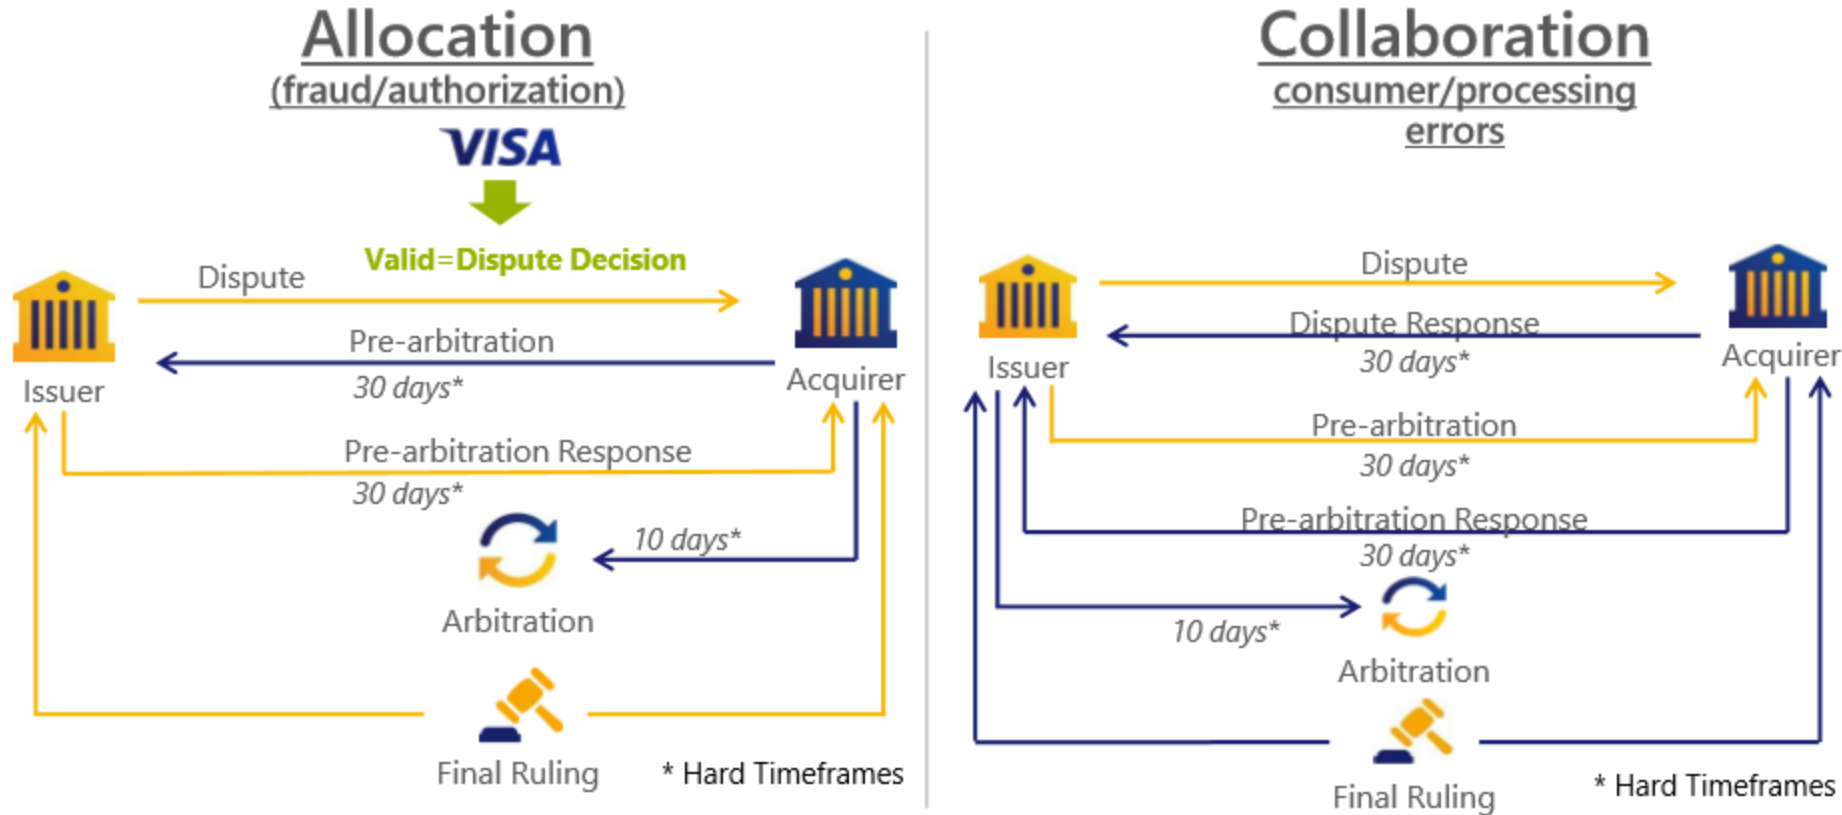 Allocation
(fraud/authorization)
VISA
Valid=Dispute Decision
Dispute
Pre-arbitration
30 days*
Issuer
Acquirer
Pre-arbitration Response
30 days*
10 days*
Arbitration
Final Ruling
* Hard Timeframes
Collaboration
consumer/processing
errors
Dispute
Dispute Response
30 days*
Issuer
Acquirer
Pre-arbitration
30 days*
Pre-arbitration Response
30 days*
10 days*
Arbitration
Final Ruling
* Hard Timeframes